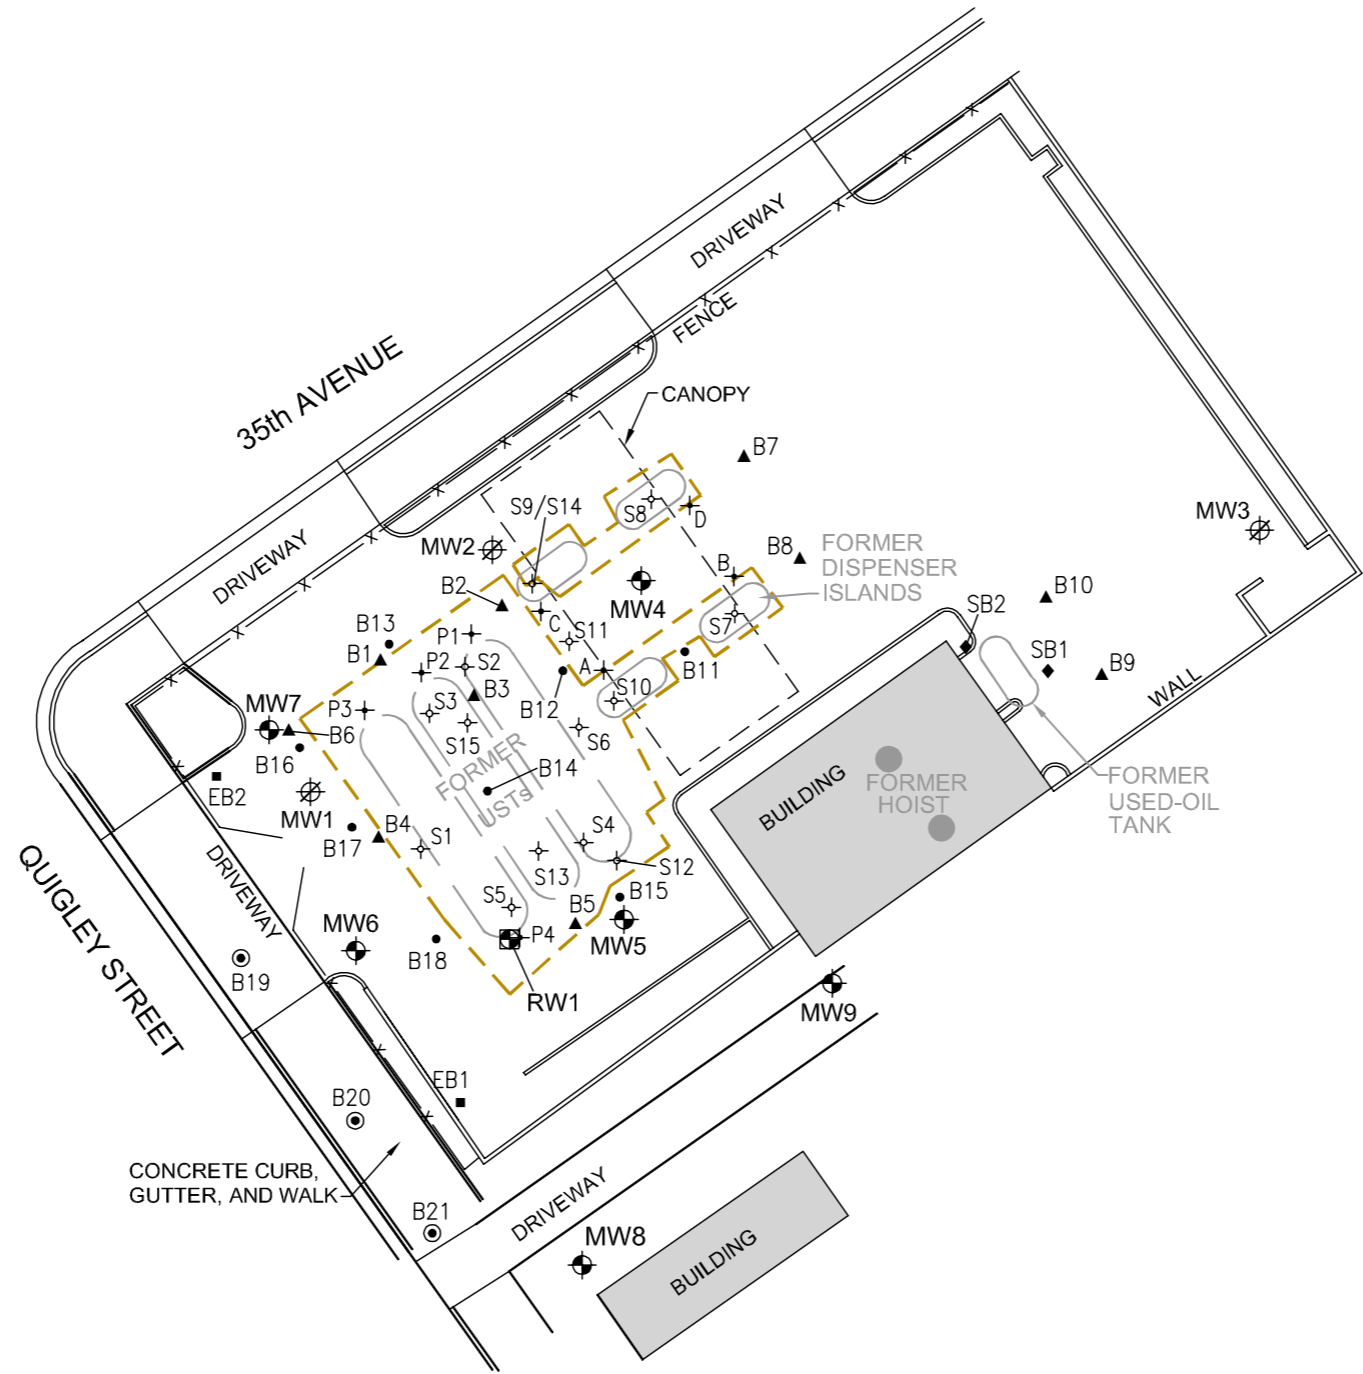 DRIVEWAY
FENCE
35th AVENUE
CANOPY
B7
S9/S14
S8
D
MW3
MW2
DRIVEWAY
B8
FORMER
DISPENSER
ISLANDS
B
B2
MW4
B10
SB2
C
S7
B13
P1
S11
B1
P2
S2
A
B11
SB1
B9
WALL
S10
B3
B12
S3
P3
MW7
B6
S15
S6
B16
FORMER
USTs
B14
EB2
MW1
BUILDING
FORMER
HOIST
FORMER
USED-OIL
TANK
B17
B4
S1
S4
S13
S12
QUIGLEY STREET
DRIVEWAY
S5
B15
B5
MW5
MW6
P4
B18
B19
RW1
MW9
EB1
B20
CONCRETE CURB,
GUTTER, AND WALK
B21
DRIVEWAY
MW8
BUILDING